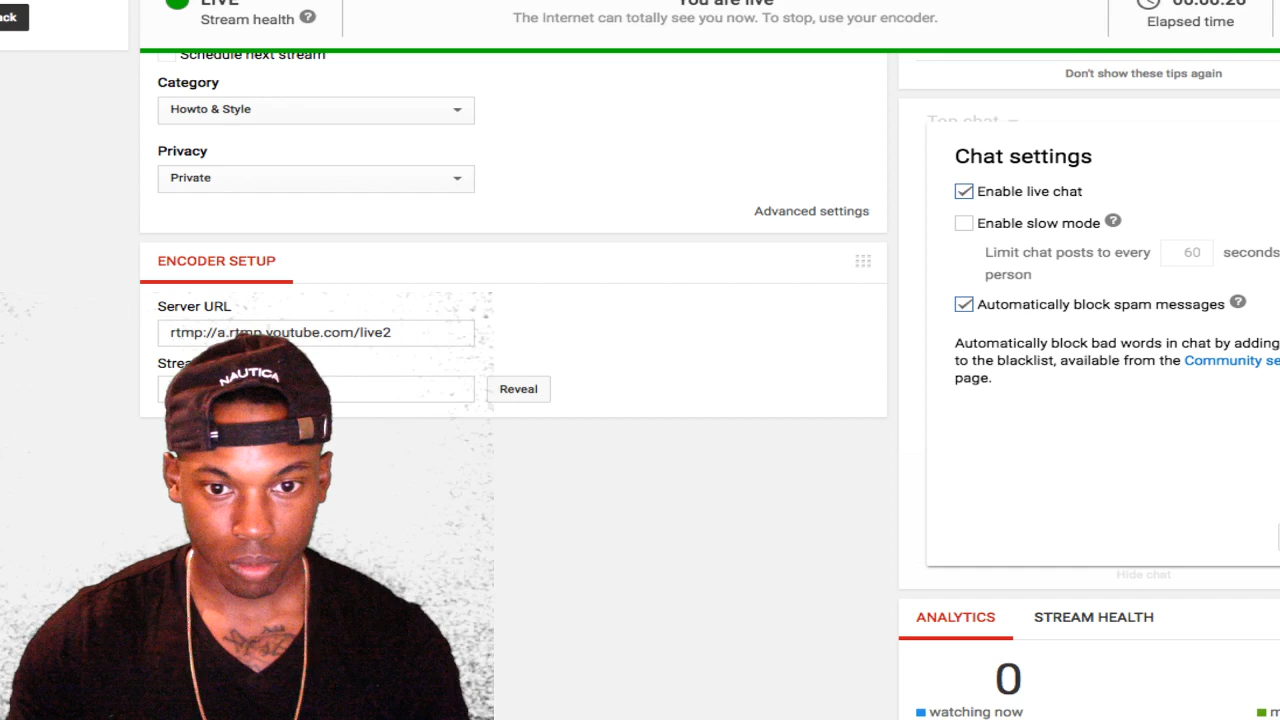 ack
LIVE
Stream health ?
You are live
The Internet can totally see you now. To stop, use your encoder.
Elapsed time
Schedule next stream
Category
Howto & Style
Privacy
Private
Advanced settings
ENCODER SETUP
Server URL
rtmp://a.rtmp.youtube.com/live2
Strea
Reveal
NAUTICA
Don't show these tips again
Top chat
Chat settings
Enable live chat
Enable slow mode ?
Limit chat posts to every 60 seconds
person
Automatically block spam messages ?
Automatically block bad words in chat by adding
to the blacklist, available from the Community se
page.
Hide chat
ANALYTICS STREAM HEALTH
0
watching now
m